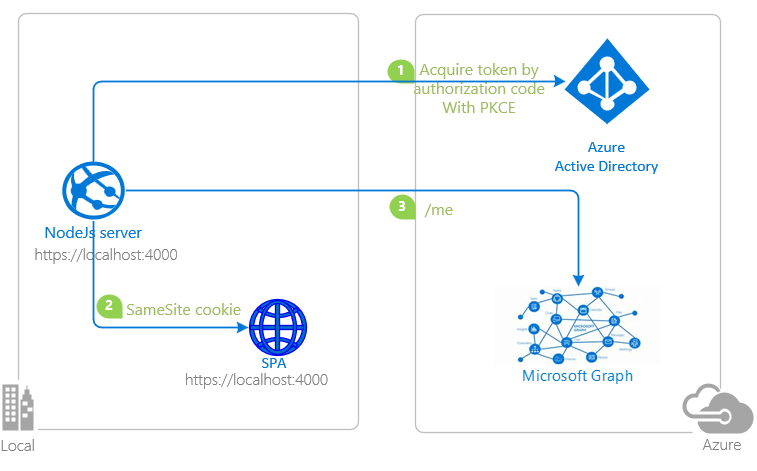 1
Acquire token by
authorization code
With PKCE
Azure
Active Directory
NodeJs server
https://localhost:4000
3
/me
2
SameSite cookie
SPA
https://localhost:4000
MICROSOFT
GRAPH
Microsoft Graph
Local
Azure